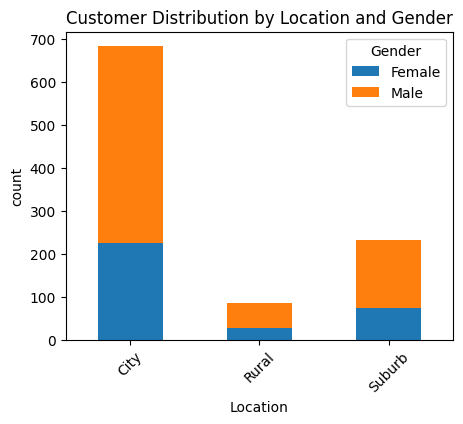 Customer Distribution by Location and Gender
700
600
500
400
300
200
100
0
count
Gender
Female
Male
City
Rural
Suburb
Location